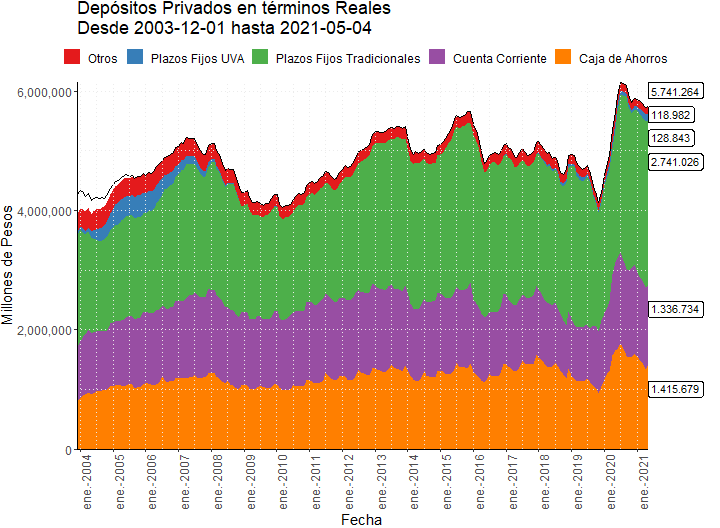 Depósitos Privados en términos Reales
Desde 2003-12-01 hasta 2021-05-04
Otros
Plazos Fijos UVA
Plazos Fijos Tradicionales
Cuenta Corriente
Caja de Ahorros
Millones de Pesos
6,000,000
4,000,000
2,000,000
0
5.741.264
118.982
128.843
2.741.026
1.336.734
1.415.679
ene.-2004
ene.-2005
ene.-2006
ene.-2007
ene.-2008
ene.-2009
ene.-2010
ene.-2011
ene.-2012
ene.-2013
ene.-2014
ene.-2015
ene.-2016
ene.-2017
ene.-2018
ene.-2019
ene.-2020
ene.-2021
Fecha